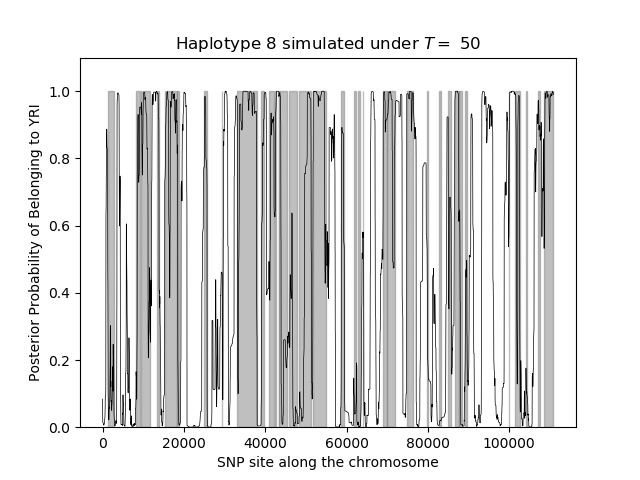 Haplotype 8 simulated under T = 50
Posterior Probability of Belonging to YRI
1.0
0.8
0.6
0.4
0.2
0.0
0 20000 40000 60000 80000 100000
SNP site along the chromosome